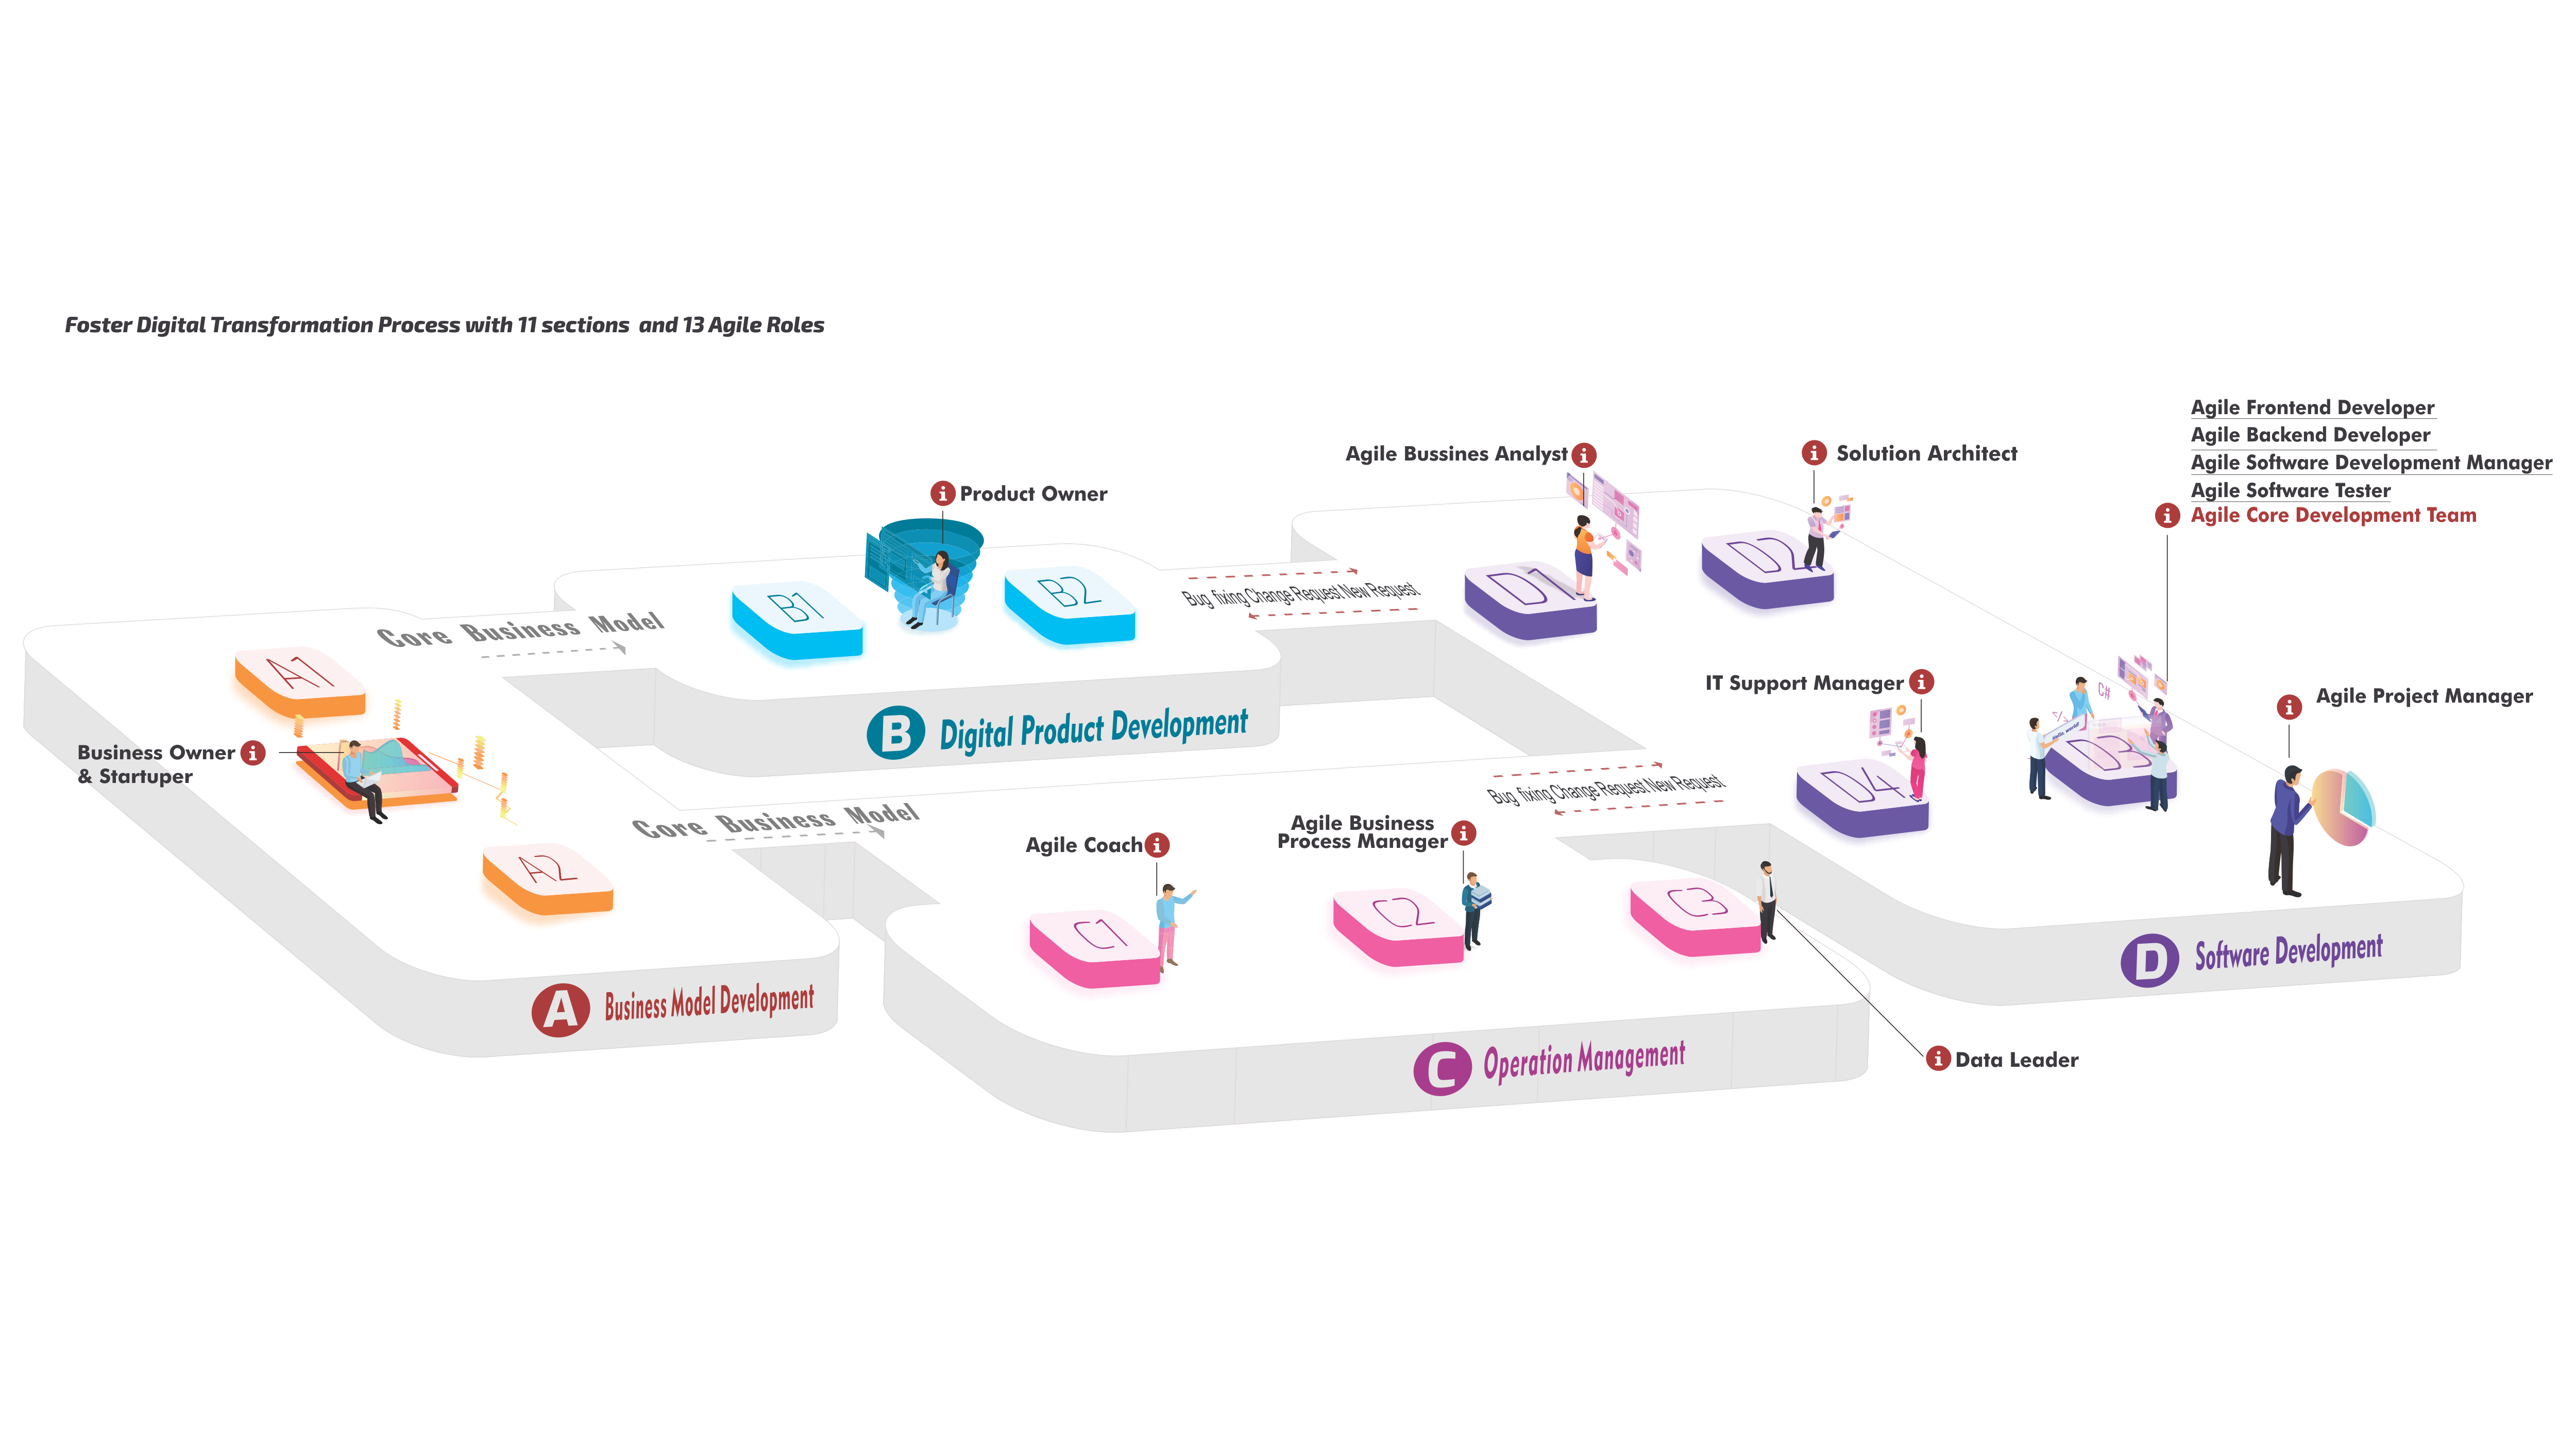 Foster Digital Transformation Process with 11 sections and 13 Agile Roles
Agile Frontend Developer
Agile Backend Developer
Agile Software Development Manager
Agile Software Tester
Agile Core Development Team
Agile Bussines Analyst
Solution Architect
Product Owner
D1
D2
B1
B2
Bug fixing Change Request New Request
Core Business Model
A1
Business Owner
& Startuper
B Digital Product Development
IT Support Manager
C#
</>
Hello world!
D3
D4
Agile Project Manager
Bug fixing Change Request New Request
Core Business Model
A2
Agile Coach
Agile Business
Process Manager
C1
C2
C3
A Business Model Development
C Operation Management
D Software Development
Data Leader